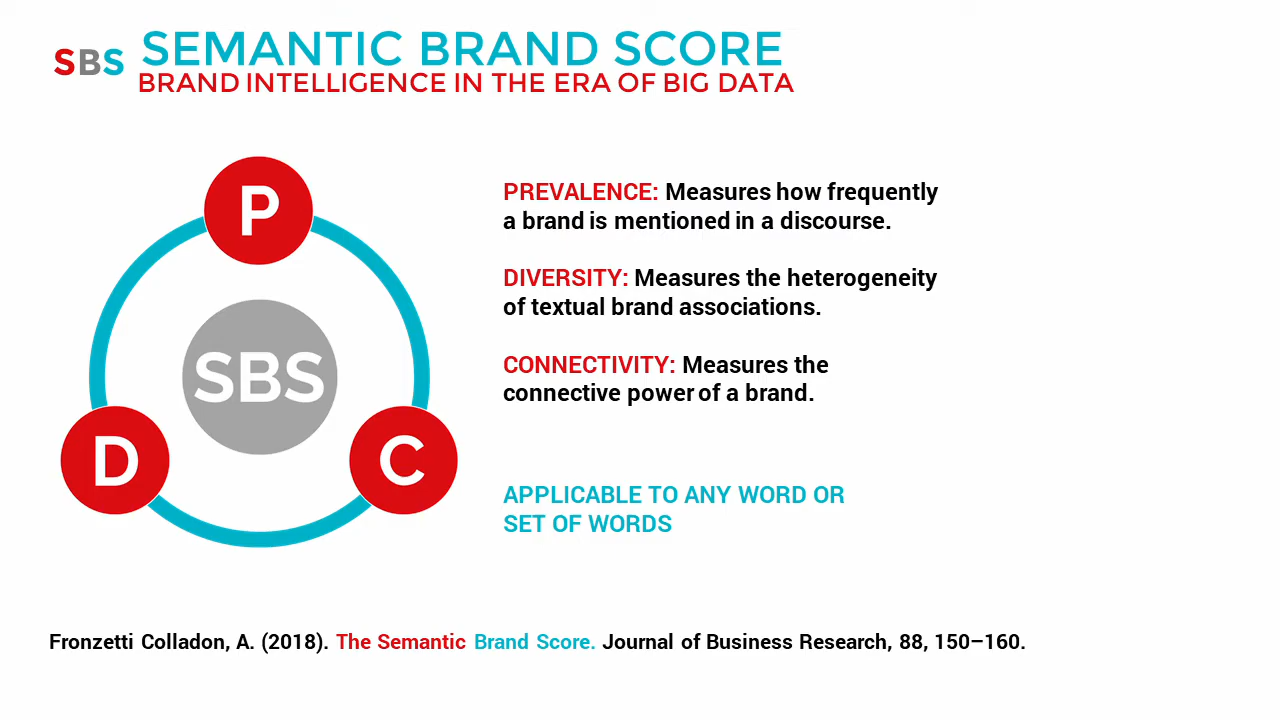 SBS SEMANTIC BRAND SCORE
BRAND INTELLIGENCE IN THE ERA OF BIG DATA
P
SBS
D
C
PREVALENCE: Measures how frequently
a brand is mentioned in a discourse.
DIVERSITY: Measures the heterogeneity
of textual brand associations.
CONNECTIVITY: Measures the
connective power of a brand.
APPLICABLE TO ANY WORD OR
SET OF WORDS
Fronzetti Colladon, A. (2018). The Semantic Brand Score. Journal of Business Research, 88, 150–160.